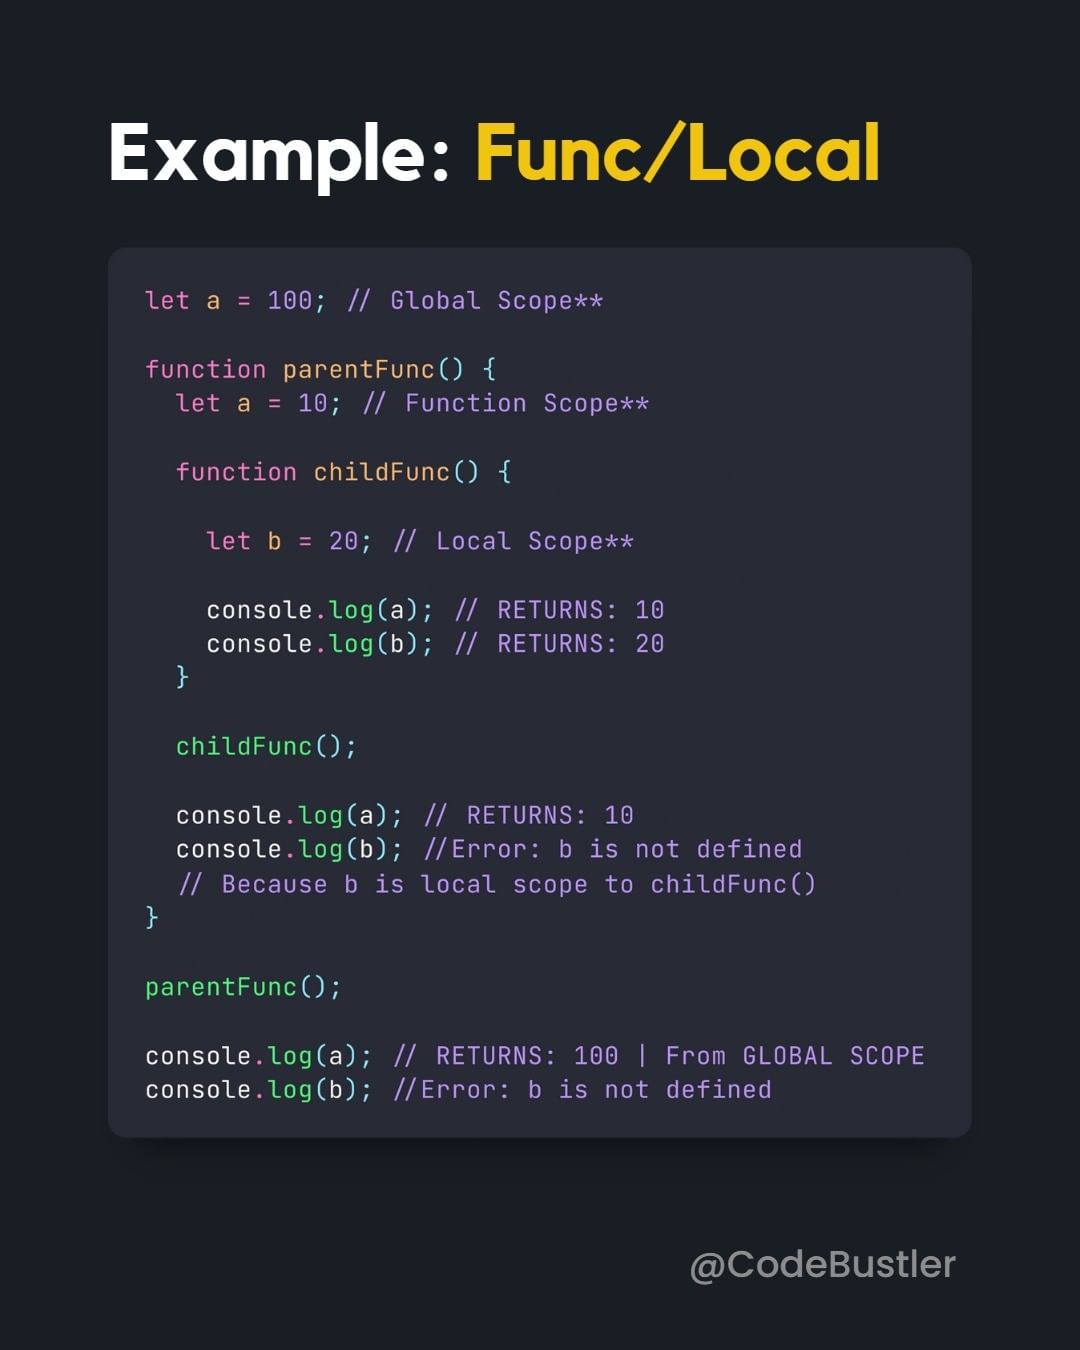 Example: Func/Local
let a = 100; // Global Scope**
function parentFunc() {
let a = 10; // Function Scope**
function childFunc() {
let b = 20; // Local Scope**
console.log(a); // RETURNS: 10
console.log(b); // RETURNS: 20
}
childFunc();
console.log(a); // RETURNS: 10
console.log(b); //Error: b is not defined
// Because b is local scope to childFunc()
}
parentFunc();
console.log(a); // RETURNS: 100 | From GLOBAL SCOPE
console.log(b); //Error: b is not defined
@CodeBustler